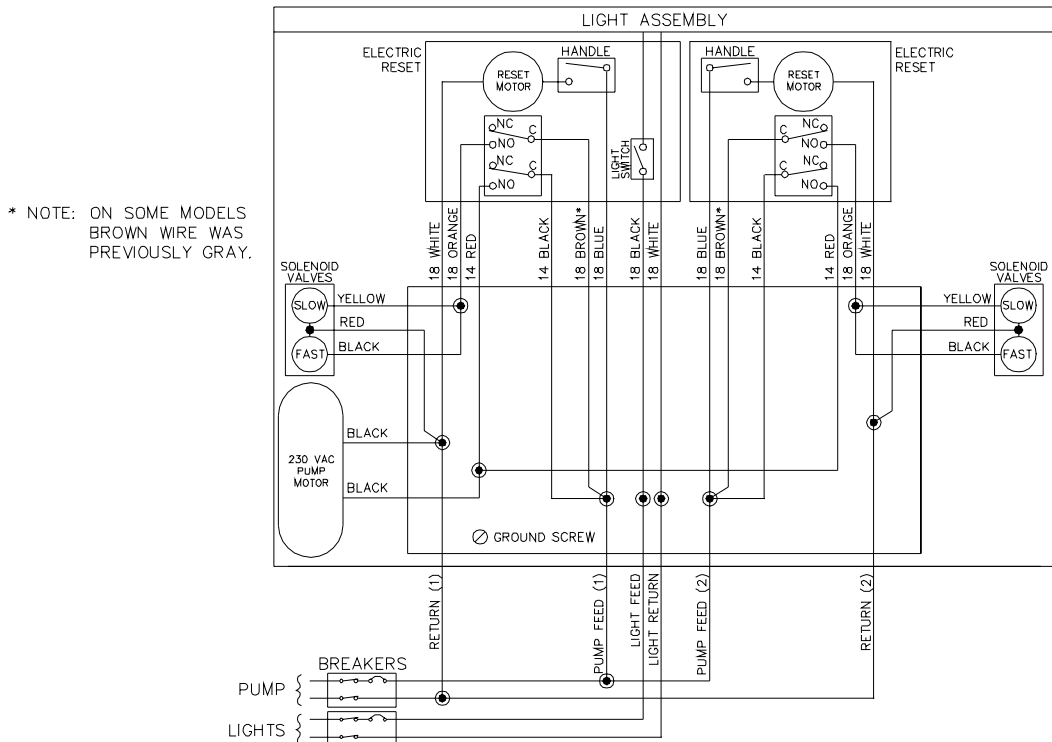 LIGHT ASSEMBLY
ELECTRIC
RESET
RESET
MOTOR
HANDLE
NC
C
NO
NC
C
NO
LIGHT
SWITCH
HANDLE
RESET
MOTOR
ELECTRIC
RESET
C
NC
NO
C
NC
NO
* NOTE: ON SOME MODELS
BROWN WIRE WAS
PREVIOUSLY GRAY.
18 WHITE
18 ORANGE
14 RED
14 BLACK
18 BROWN*
18 BLUE
18 BLACK
18 WHITE
18 BLUE
18 BROWN*
14 BLACK
14 RED
18 ORANGE
18 WHITE
SOLENOID
VALVES
SLOW
FAST
YELLOW
RED
BLACK
SOLENOID
VALVES
YELLOW
RED
BLACK
SLOW
FAST
230 VAC
PUMP
MOTOR
BLACK
BLACK
GROUND SCREW
RETURN (1)
PUMP FEED (1)
LIGHT FEED
LIGHT RETURN
PUMP FEED (2)
RETURN (2)
BREAKERS
PUMP
LIGHTS